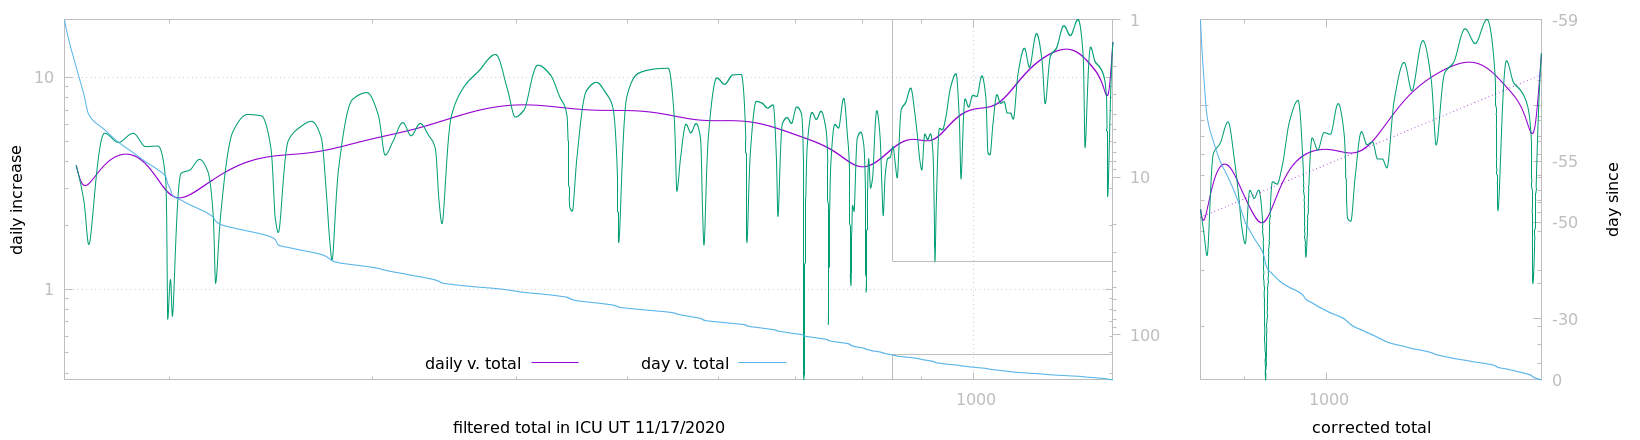 1
-59
10
daily increase
10
-55
day since
-50
1
-30
100
daily v. total
day v. total
0
1000
1000
filtered total in ICU UT 11/17/2020
corrected total